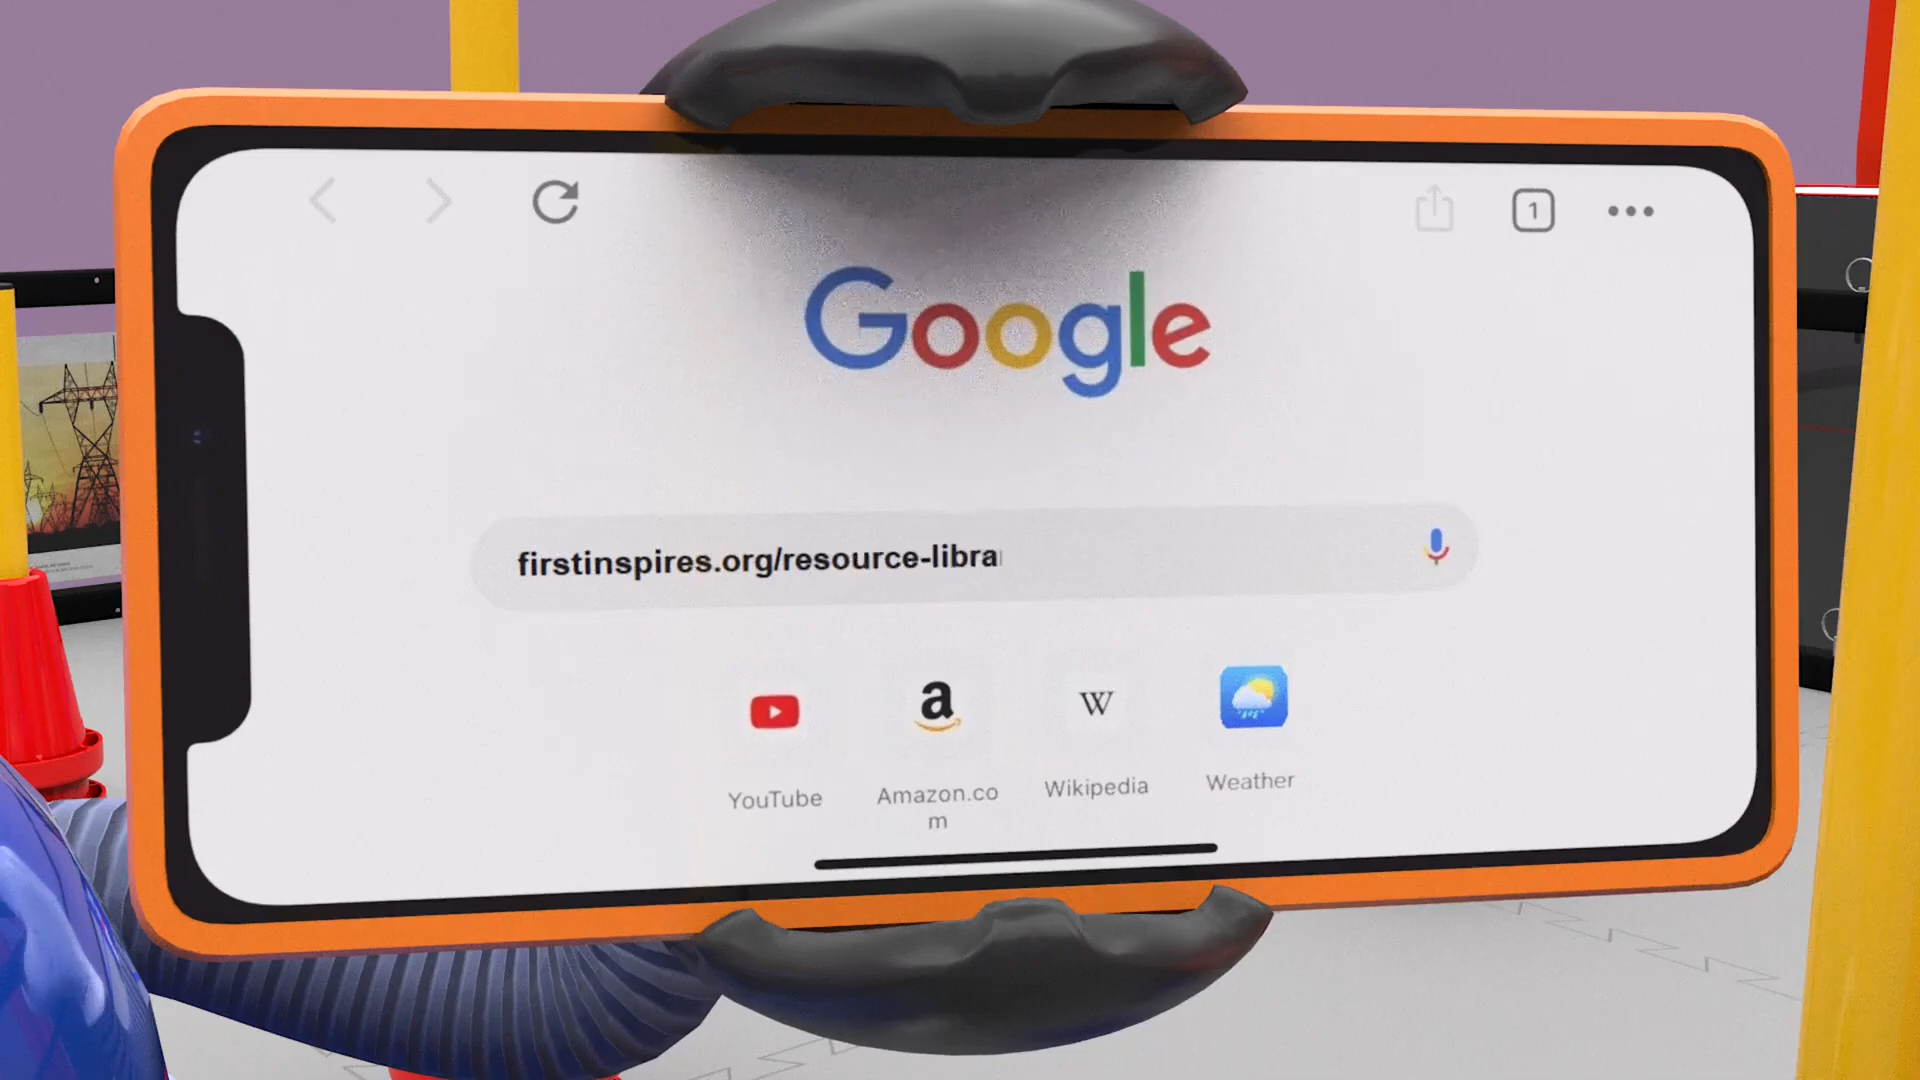 1
Google
firstinspires.org/resource-libra
YouTube
a
Amazon.co
m
W
Wikipedia
Weather